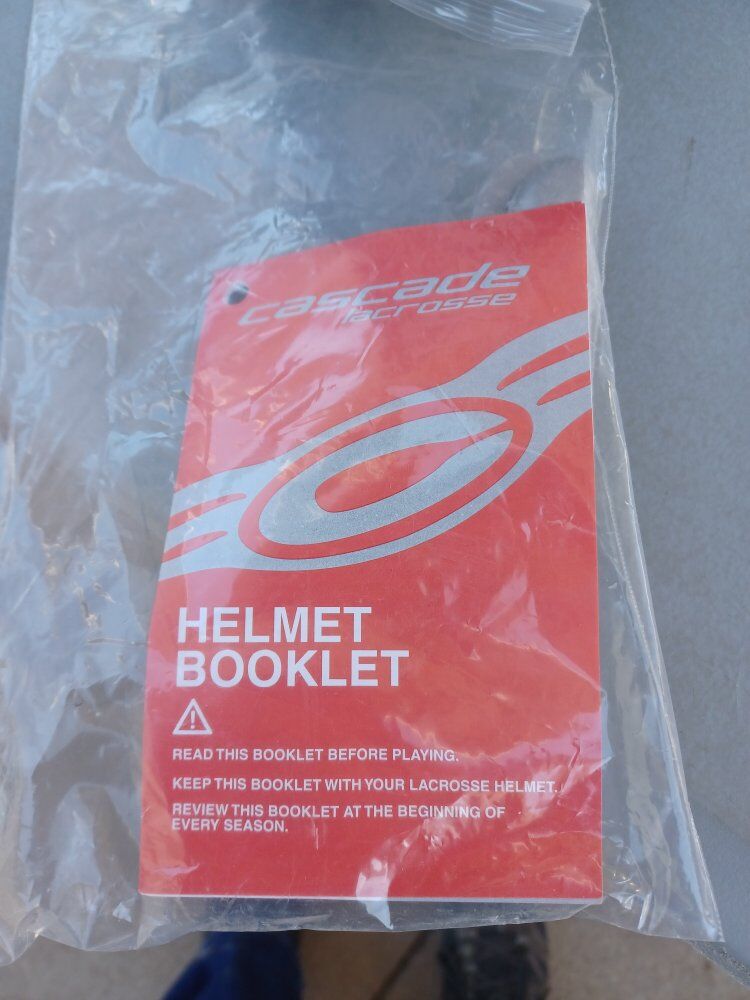 cascade
lacrosse
HELMET
BOOKLET
READ THIS BOOKLET BEFORE PLAYING.
KEEP THIS BOOKLET WITH YOUR LACROSSE HELMET.
REVIEW THIS BOOKLET AT THE BEGINNING OF
EVERY SEASON.